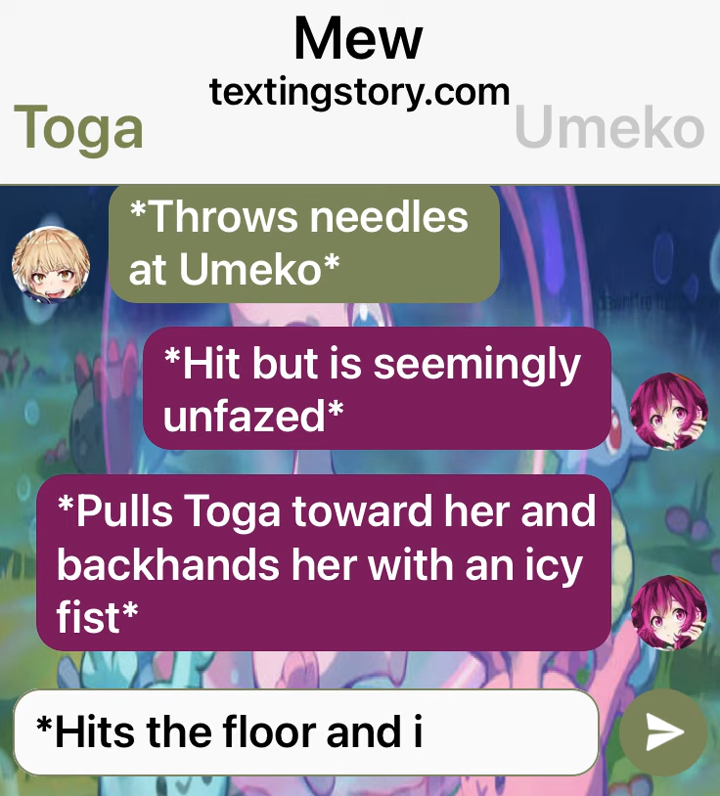 Mew
textingstory.com
Toga
Umeko
*Throws needles
at Umeko*
*Hit but is seemingly
unfazed*
*Pulls Toga toward her and
backhands her with an icy
fist*
*Hits the floor and i